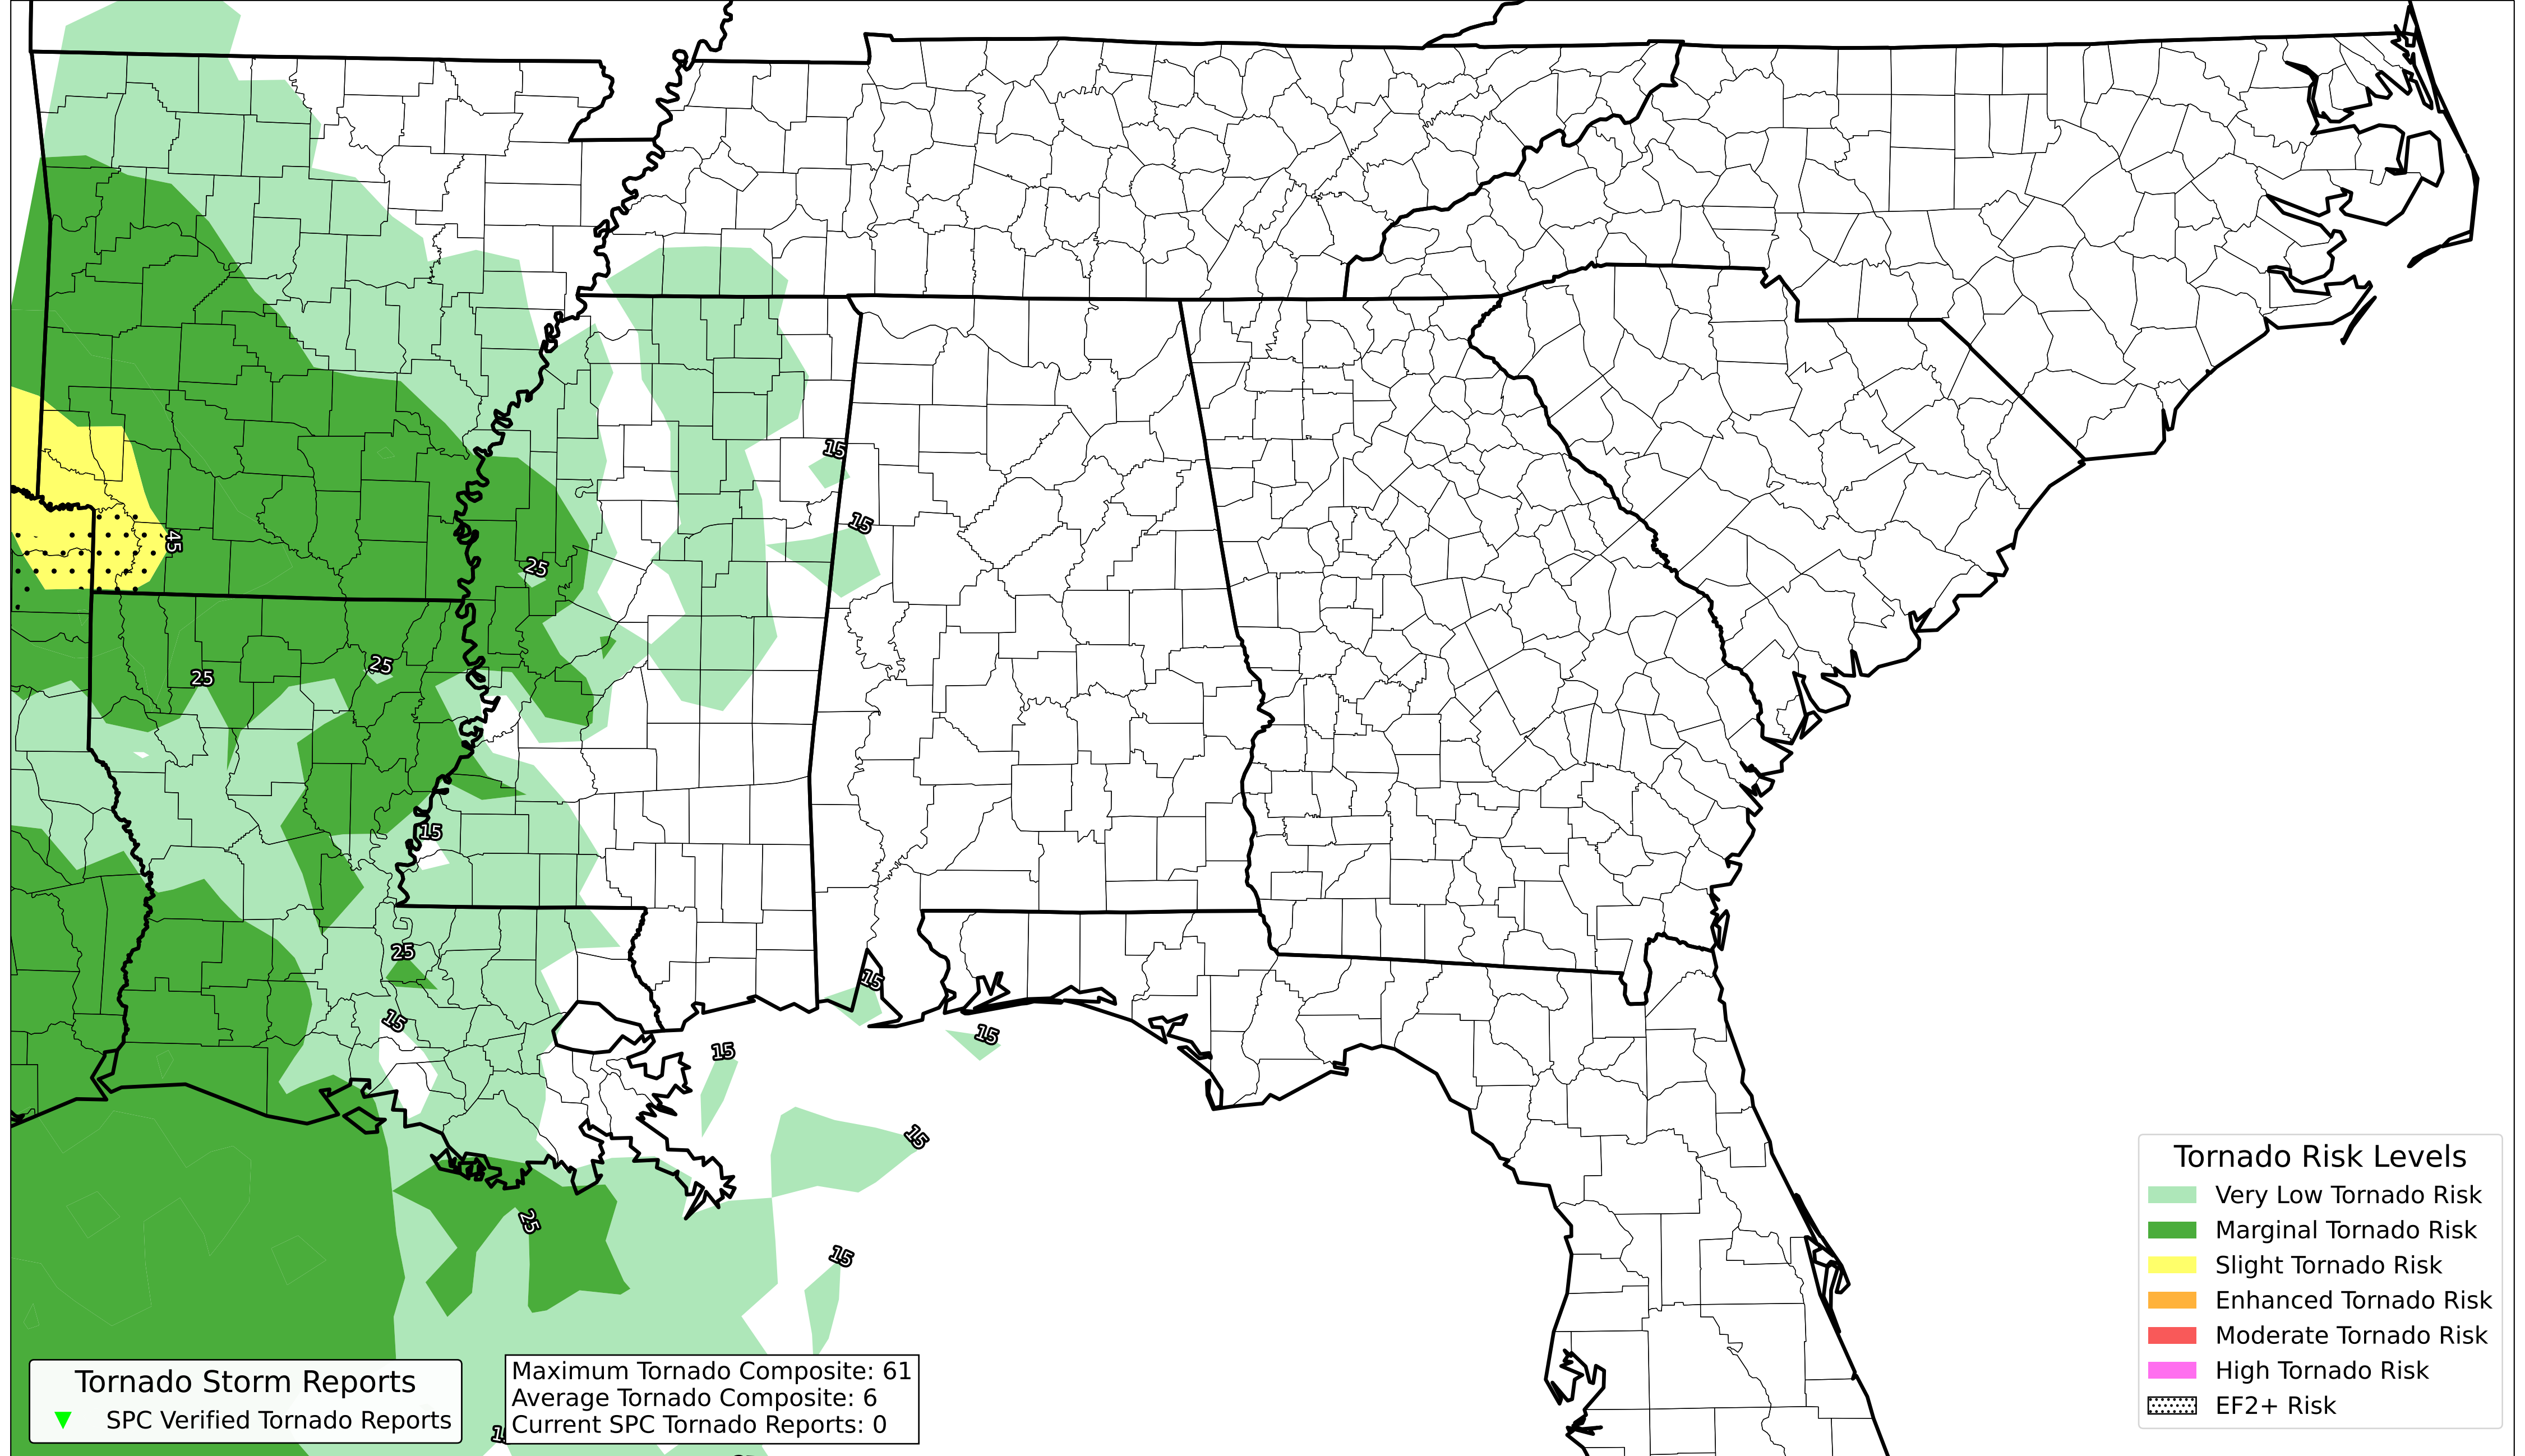 15
15
45
25
25
25
15
25
15
15
15
15
15
25
15
Tornado Risk Levels
Very Low Tornado Risk
Marginal Tornado Risk
Slight Tornado Risk
Enhanced Tornado Risk
Moderate Tornado Risk
High Tornado Risk
EF2+ Risk
Tornado Storm Reports
SPC Verified Tornado Reports
Maximum Tornado Composite: 61
Average Tornado Composite: 6
Current SPC Tornado Reports: 0